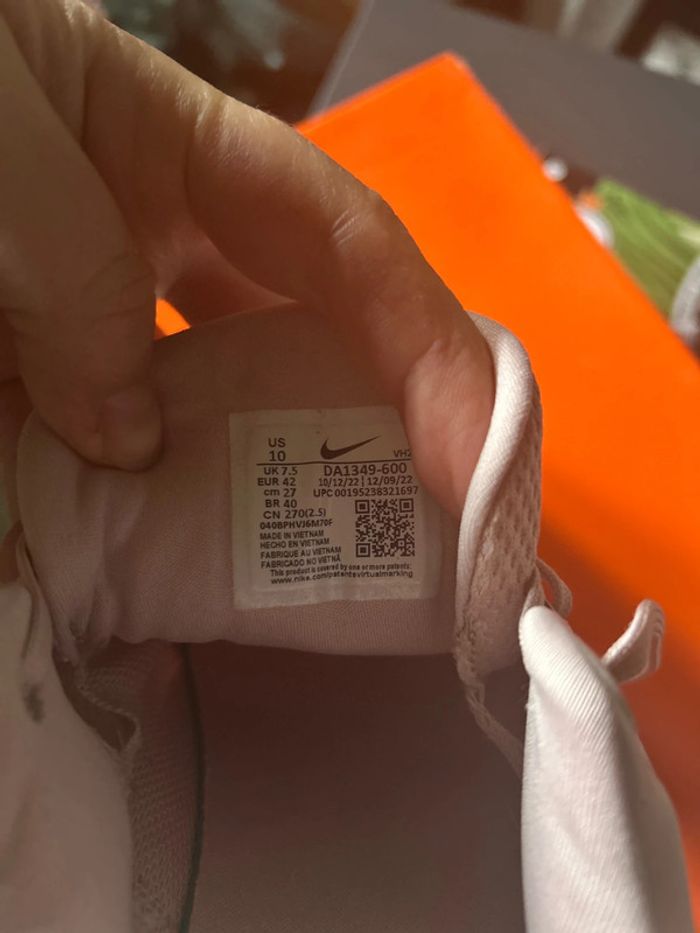 US
10
VH2
UK 7.5
DA1349-600
EUR 42
10/12/22 | 12/09/22
cm 27
UPC 00195238321697
BR 40
CN 270(2.5)
040BPHVJ6M70F
MADE IN VIETNAM
HECHO EN VIETNAM
FABRIQUE AU VIETNAM
FABRICADO NO VIETNÃ
This product is covered by one or more patents:
www.nike.com/patentsvirtualmarking